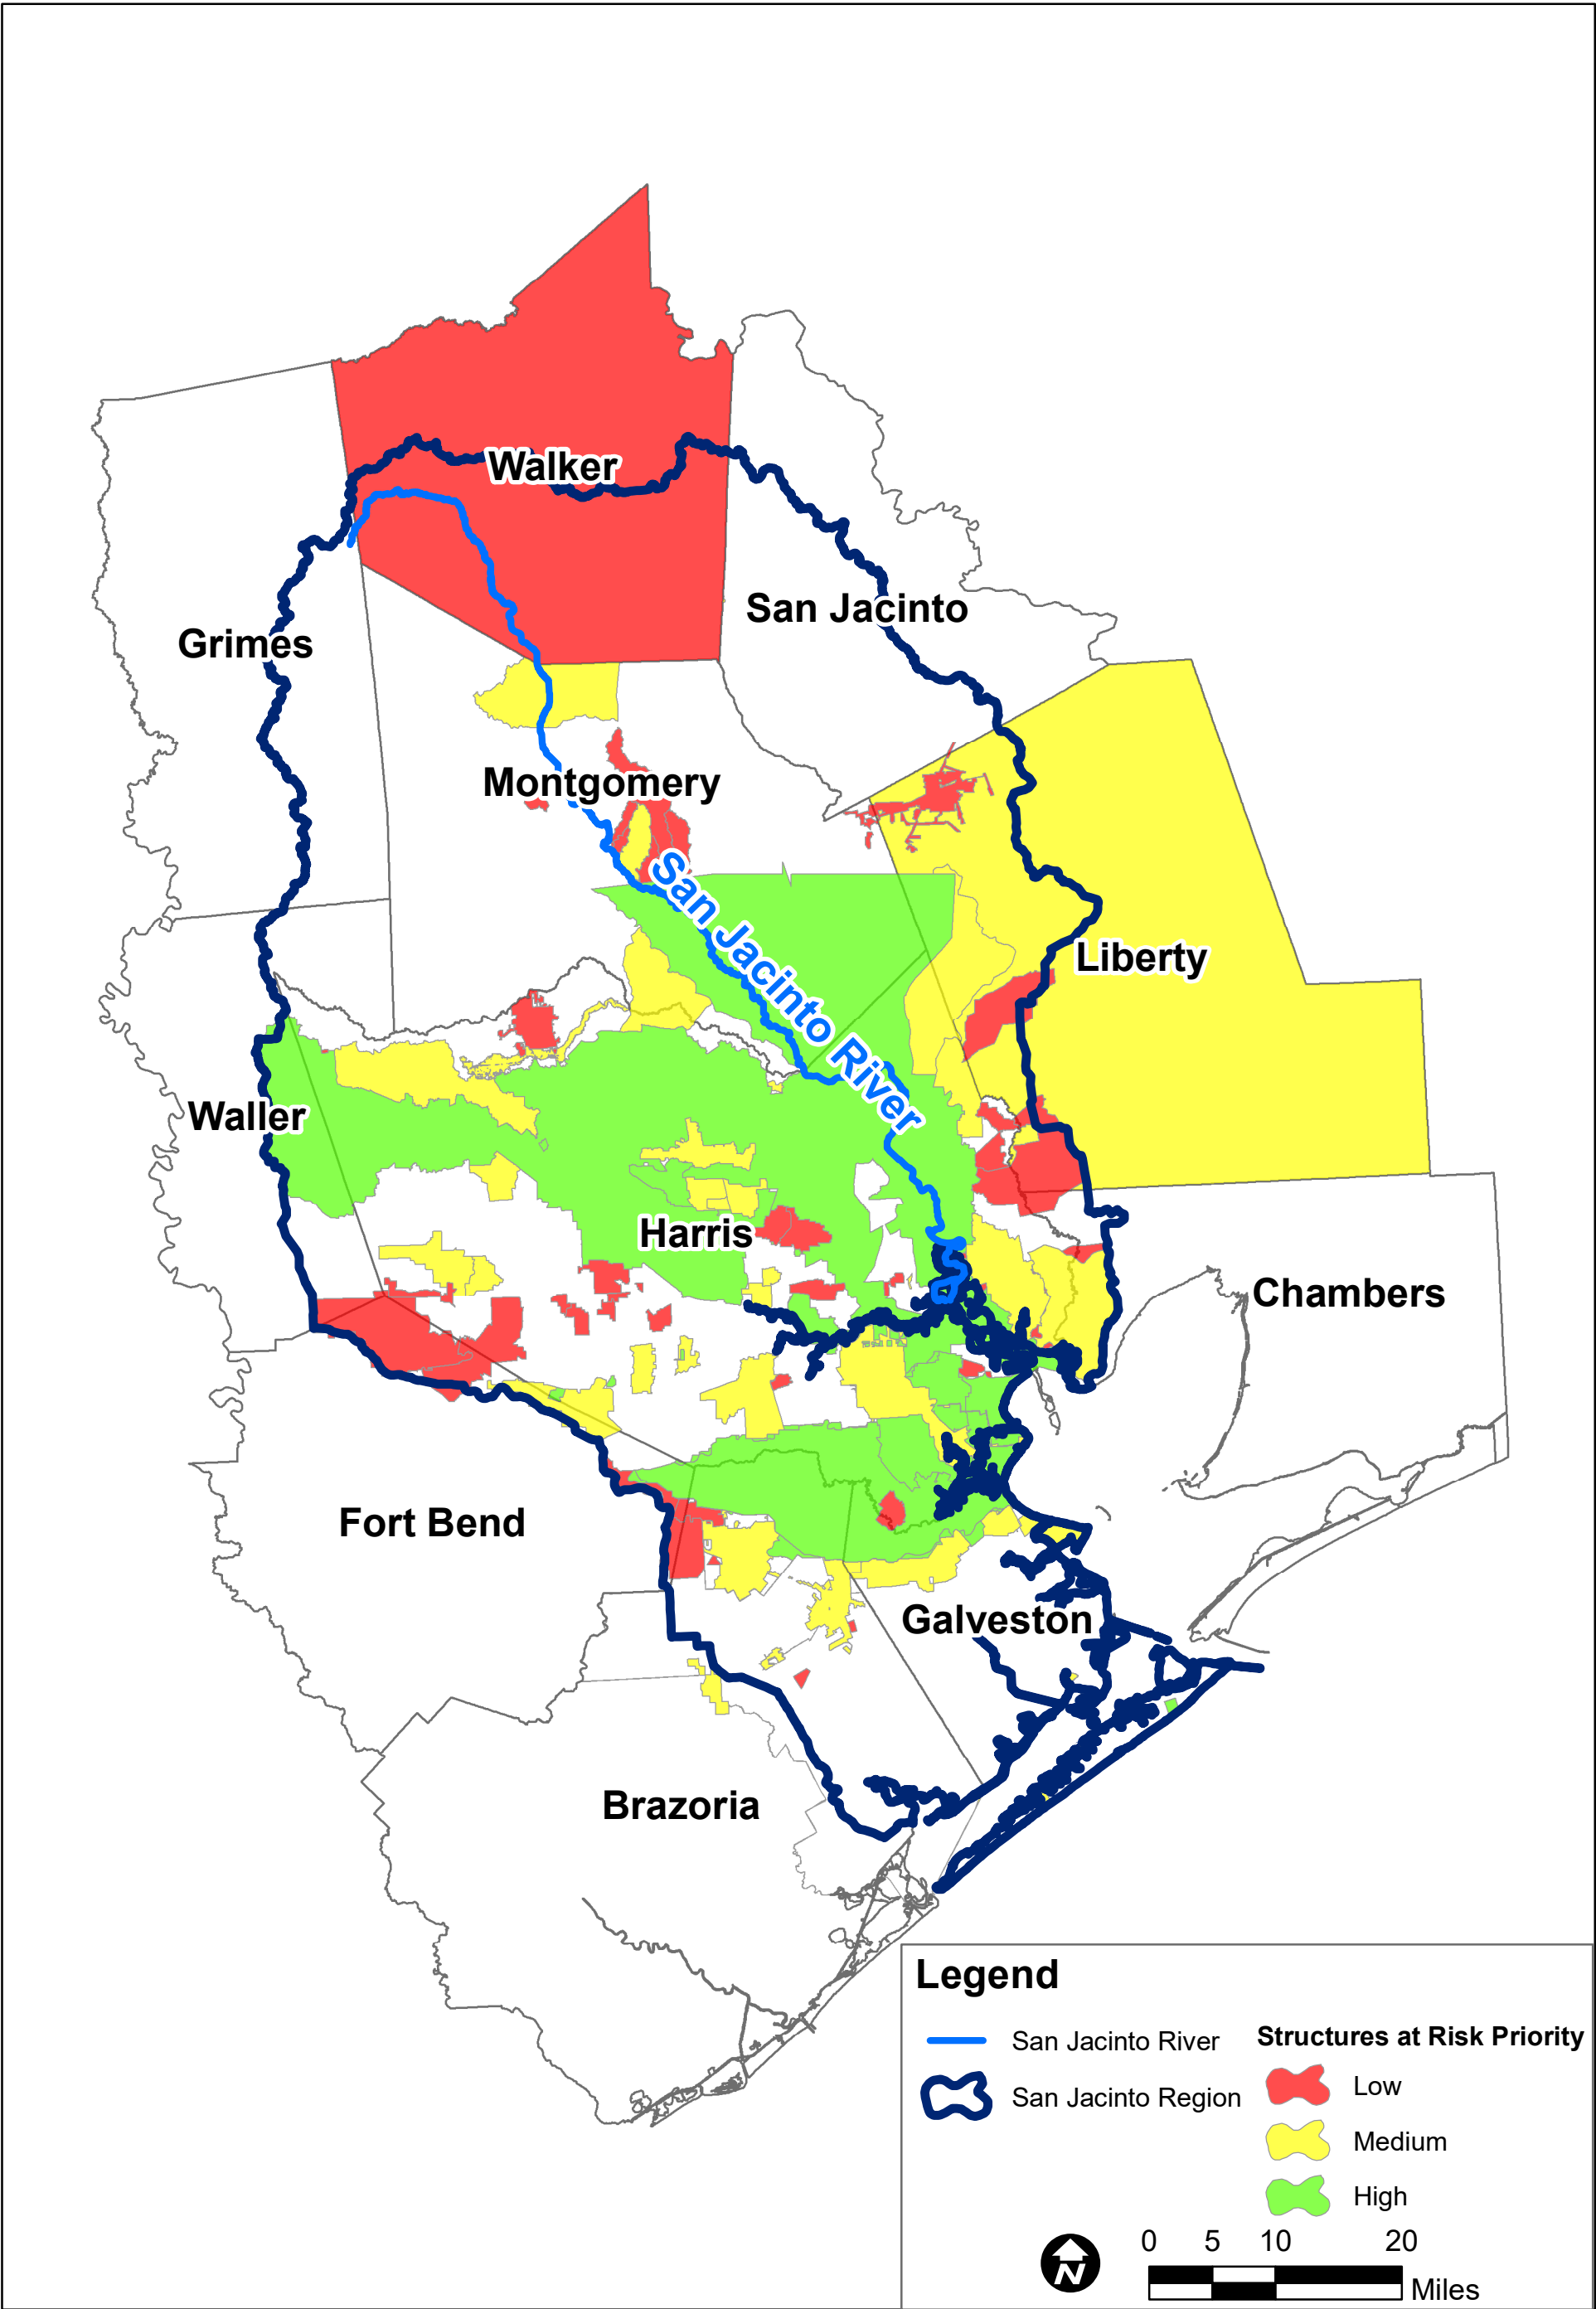 Walker
San Jacinto
Grimes
Montgomery
San Jacinto River
Liberty
Waller
Harris
Chambers
Fort Bend
Galveston
Brazoria
Legend
San Jacinto River
San Jacinto Region
Structures at Risk Priority
Low
Medium
High
N
0 5 10 20
Miles